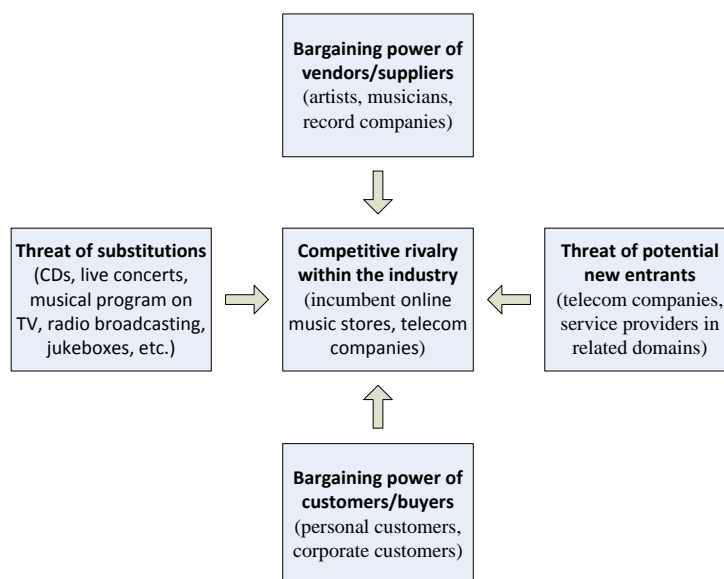 Bargaining power of
vendors/suppliers
(artists, musicians,
record companies)
Threat of substitutions
(CDs, live concerts,
musical program on
TV, radio broadcasting,
jukeboxes, etc.)
Competitive rivalry
within the industry
(incumbent online
music stores, telecom
companies)
Threat of potential
new entrants
(telecom companies,
service providers in
related domains)
Bargaining power of
customers/buyers
(personal customers,
corporate customers)